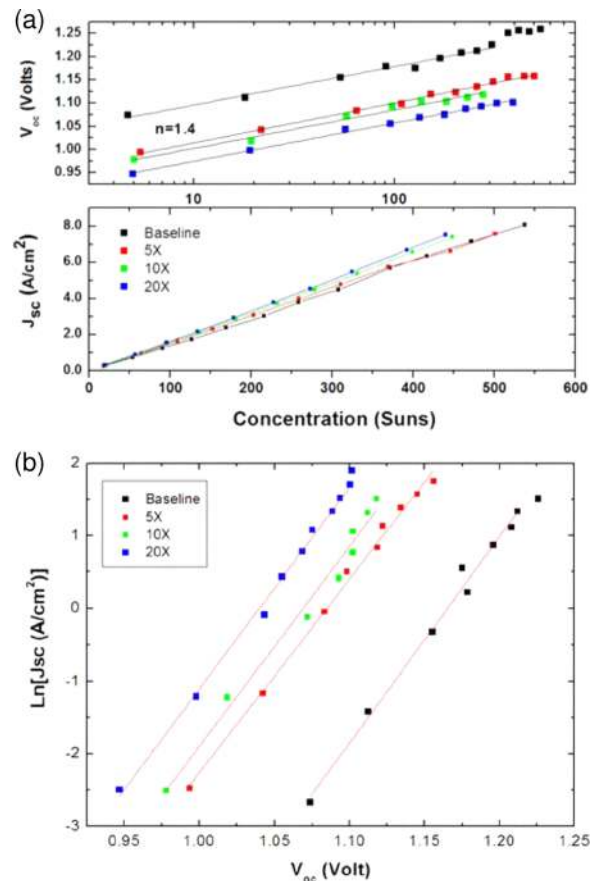 (a)
1.25
1.20
1.15
1.10
1.05
1.00
0.95
V_oc (Volts)
n=1.4
10
100
8.0
6.0
4.0
2.0
0.0
J_sc (A/cm²)
Baseline
5X
10X
20X
0
100
200
300
400
500
600
Concentration (Suns)
(b)
2
1
0
-1
-2
-3
Ln[Jsc (A/cm²)]
Baseline
5X
10X
20X
0.95
1.00
1.05
1.10
1.15
1.20
1.25
V_oc (Volt)